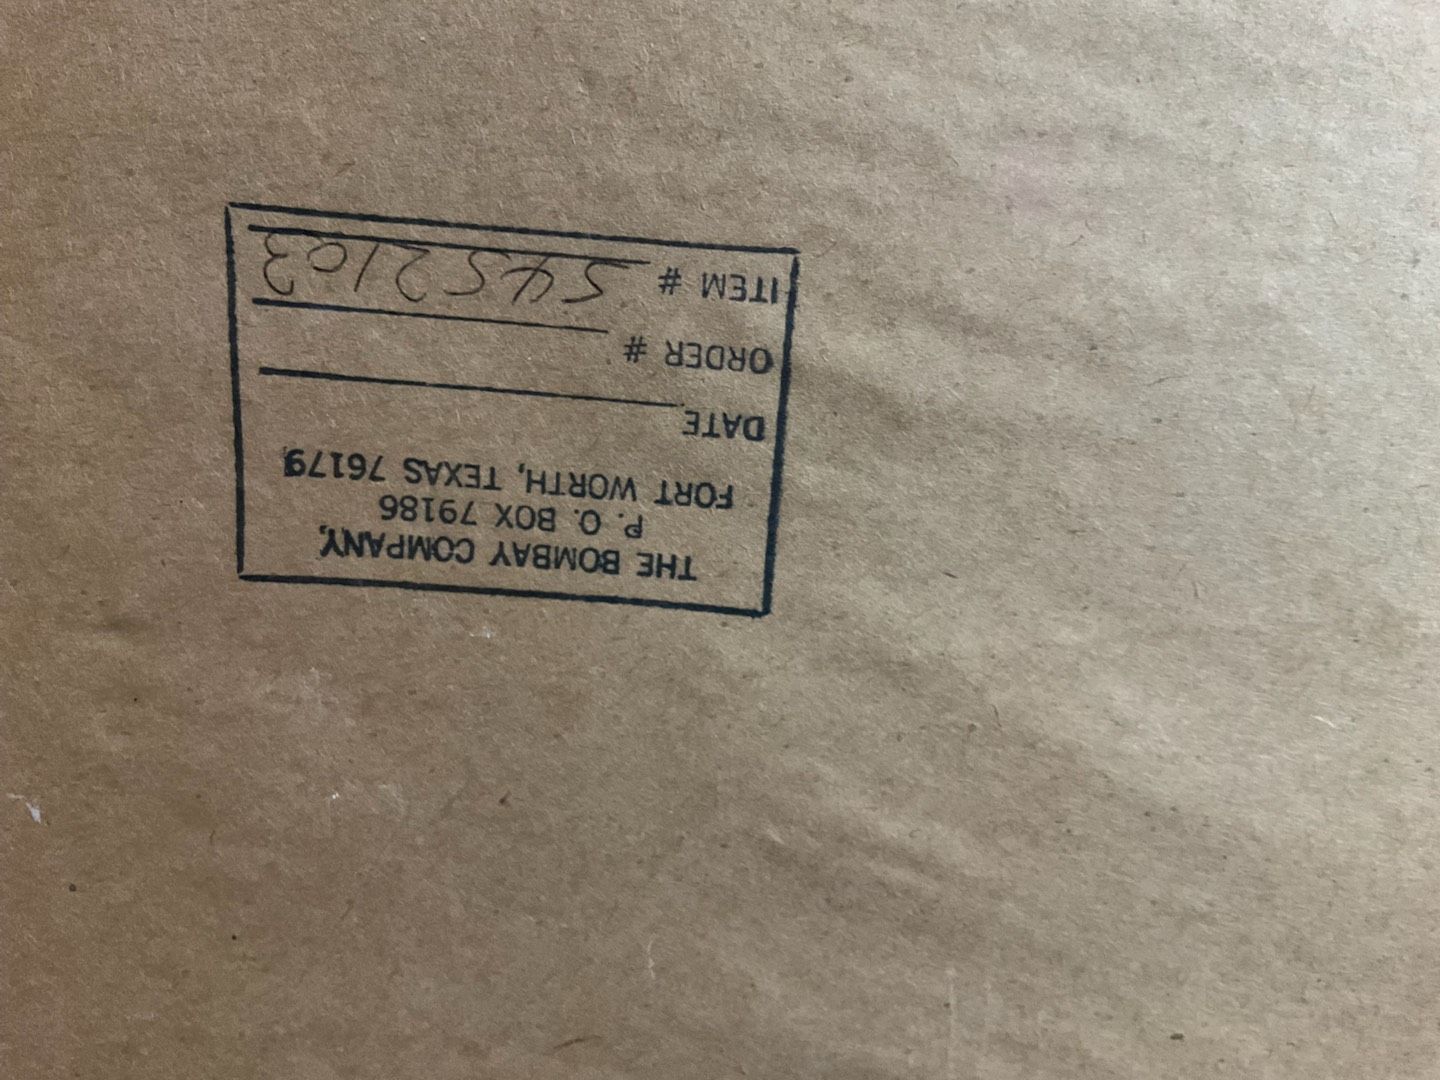 THE BOMBAY COMPANY,
P. O. BOX 79186
FORT WORTH, TEXAS 76179
DATE
ORDER #
ITEM # 5452103